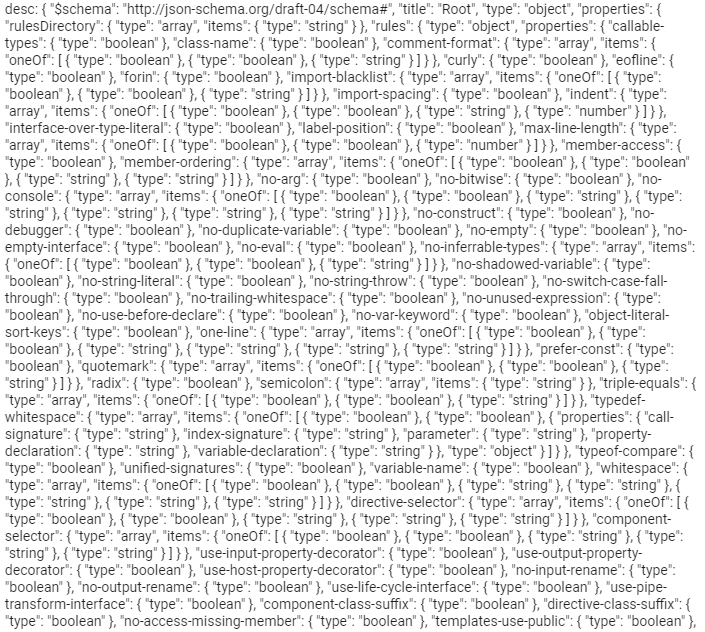 desc: { "$schema": "http://json-schema.org/draft-04/schema#", "title": "Root", "type": "object", "properties": {
"rulesDirectory": { "type": "array", "items": { "type": "string" } }, "rules": { "type": "object", "properties": { "callable-
types": { "type": "boolean" }, "class-name": { "type": "boolean" }, "comment-format": { "type": "array", "items": {
"oneOf": [ { "type": "boolean" }, { "type": "boolean" }, { "type": "string" } ] } }, "curly": { "type": "boolean" }, "eofline":
{ "type": "boolean" }, "forin": { "type": "boolean" }, "import-blacklist": { "type": "array", "items": { "oneOf": [ { "type":
"boolean" }, { "type": "boolean" }, { "type": "string" } ] } }, "import-spacing": { "type": "boolean" }, "indent": { "type":
"array", "items": { "oneOf": [ { "type": "boolean" }, { "type": "boolean" }, { "type": "string" }, { "type": "number" } ] } },
"interface-over-type-literal": { "type": "boolean" }, "label-position": { "type": "boolean" }, "max-line-length": { "type":
"array", "items": { "oneOf": [ { "type": "boolean" }, { "type": "boolean" }, { "type": "number" } ] } }, "member-access":
{ "type": "boolean" }, "member-ordering": { "type": "array", "items": { "oneOf": [ { "type": "boolean" }, { "type": "boolean"
}, { "type": "string" }, { "type": "string" } ] } }, "no-arg": { "type": "boolean" }, "no-bitwise": { "type": "boolean" }, "no-
console": { "type": "array", "items": { "oneOf": [ { "type": "boolean" }, { "type": "boolean" }, { "type": "string" }, { "type":
"string" }, { "type": "string" }, { "type": "string" }, { "type": "string" } ] } }, "no-construct": { "type": "boolean" }, "no-
debugger": { "type": "boolean" }, "no-duplicate-variable": { "type": "boolean" }, "no-empty": { "type": "boolean" }, "no-
empty-interface": { "type": "boolean" }, "no-eval": { "type": "boolean" }, "no-inferrable-types": { "type": "array", "items":
{ "oneOf": [ { "type": "boolean" }, { "type": "boolean" }, { "type": "string" } ] } }, "no-shadowed-variable": { "type":
"boolean" }, "no-string-literal": { "type": "boolean" }, "no-string-throw": { "type": "boolean" }, "no-switch-case-fall-
through": { "type": "boolean" }, "no-trailing-whitespace": { "type": "boolean" }, "no-unused-expression": { "type":
"boolean" }, "no-use-before-declare": { "type": "boolean" }, "no-var-keyword": { "type": "boolean" }, "object-literal-
sort-keys": { "type": "boolean" }, "one-line": { "type": "array", "items": { "oneOf": [ { "type": "boolean" }, { "type":
"boolean" }, { "type": "string" }, { "type": "string" }, { "type": "string" }, { "type": "string" } ] } }, "prefer-const": { "type":
"boolean" }, "quotemark": { "type": "array", "items": { "oneOf": [ { "type": "boolean" }, { "type": "boolean" }, { "type":
"string" } ] } }, "radix": { "type": "boolean" }, "semicolon": { "type": "array", "items": { "type": "string" } }, "triple-equals": {
"type": "array", "items": { "oneOf": [ { "type": "boolean" }, { "type": "boolean" }, { "type": "string" } ] } }, "typedef-
whitespace": { "type": "array", "items": { "oneOf": [ { "type": "boolean" }, { "type": "boolean" }, { "properties": { "call-
signature": { "type": "string" }, "index-signature": { "type": "string" }, "parameter": { "type": "string" }, "property-
declaration": { "type": "string" }, "variable-declaration": { "type": "string" } }, "type": "object" } ] } }, "typeof-compare": {
"type": "boolean" }, "unified-signatures": { "type": "boolean" }, "variable-name": { "type": "boolean" }, "whitespace": {
"type": "array", "items": { "oneOf": [ { "type": "boolean" }, { "type": "boolean" }, { "type": "string" }, { "type": "string" }, {
"type": "string" }, { "type": "string" }, { "type": "string" } ] } }, "directive-selector": { "type": "array", "items": { "oneOf": [ {
"type": "boolean" }, { "type": "boolean" }, { "type": "string" }, { "type": "string" }, { "type": "string" } ] } }, "component-
selector": { "type": "array", "items": { "oneOf": [ { "type": "boolean" }, { "type": "boolean" }, { "type": "string" }, { "type":
"string" }, { "type": "string" } ] } }, "use-input-property-decorator": { "type": "boolean" }, "use-output-property-
decorator": { "type": "boolean" }, "use-host-property-decorator": { "type": "boolean" }, "no-input-rename": { "type":
"boolean" }, "no-output-rename": { "type": "boolean" }, "use-life-cycle-interface": { "type": "boolean" }, "use-pipe-
transform-interface": { "type": "boolean" }, "component-class-suffix": { "type": "boolean" }, "directive-class-suffix": {
"type": "boolean" }, "no-access-missing-member": { "type": "boolean" }, "templates-use-public": { "type": "boolean" },